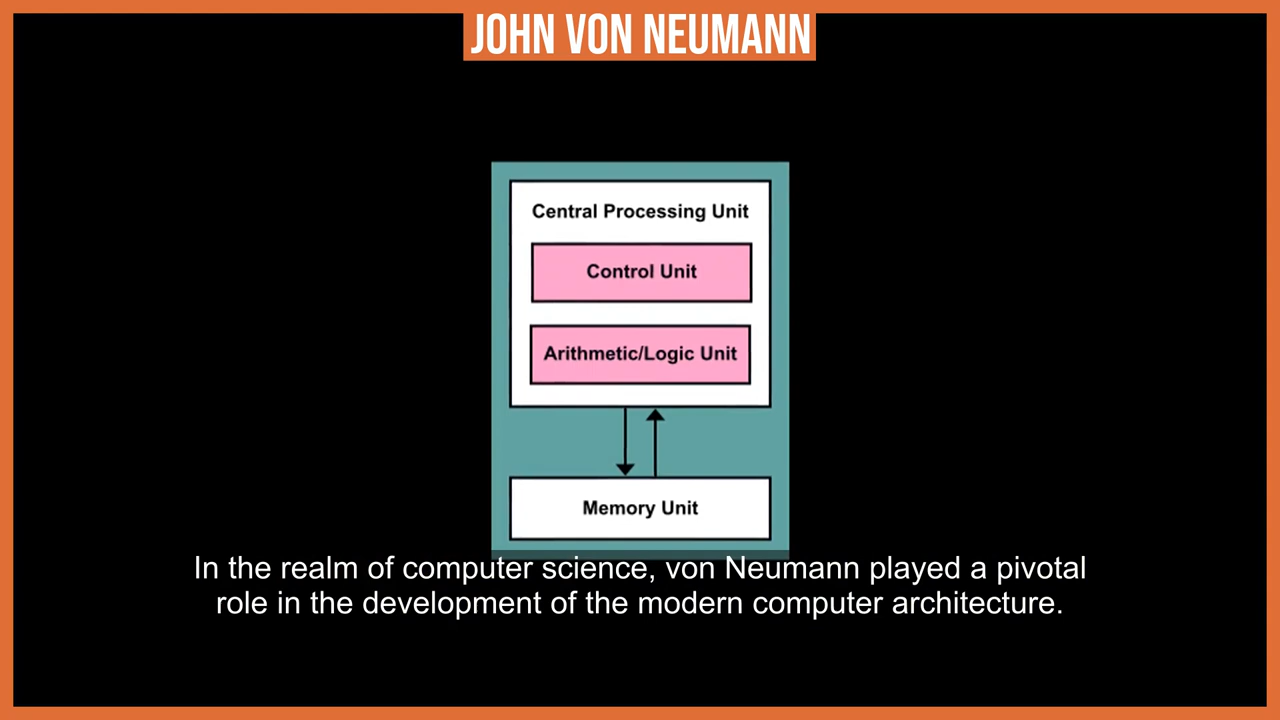 JOHN VON NEUMANN
Central Processing Unit
Control Unit
Arithmetic/Logic Unit
Memory Unit
In the realm of computer science, von Neumann played a pivotal
role in the development of the modern computer architecture.